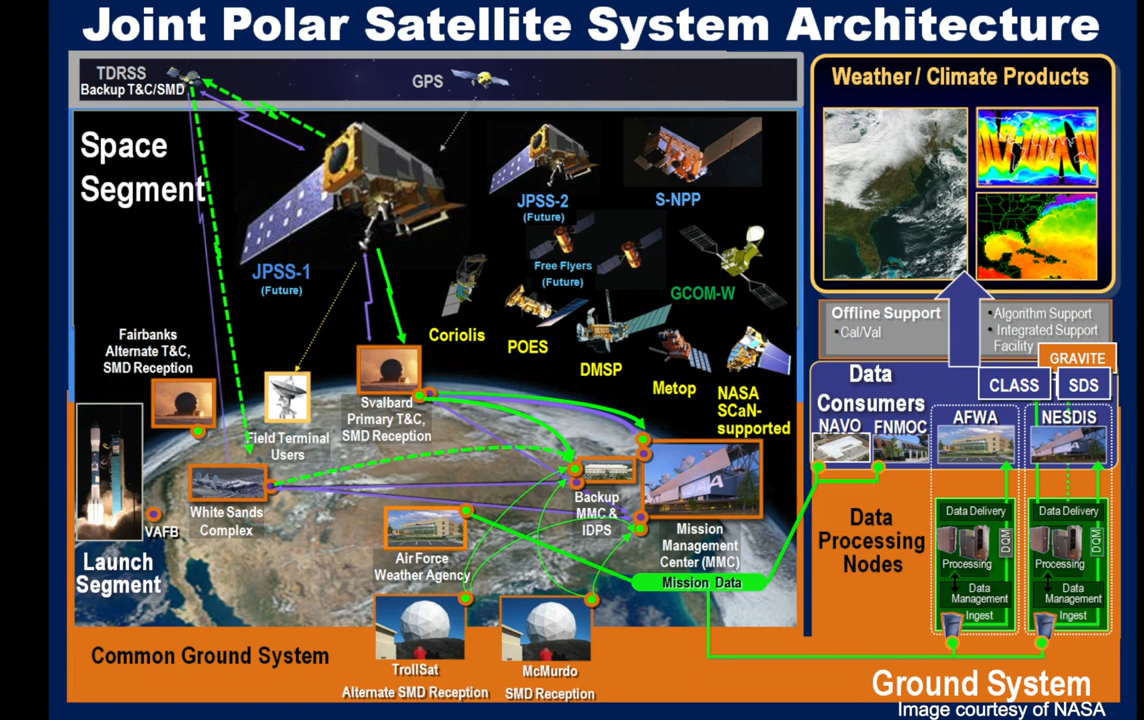 Joint Polar Satellite System Architecture
TDRSS
Backup T&C/SMD
GPS
Space
Segment
JPSS-1
(Future)
JPSS-2
(Future)
S-NPP
Free Flyers
(Future)
GCOM-W
Coriolis
POES
DMSP
Metop
NASA
SCaN-
supported
Fairbanks
Alternate T&C,
SMD Reception
Field Terminal
Users
Svalbard
Primary T&C,
SMD Reception
White Sands
Complex
VAFB
Launch
Segment
Air Force
Weather Agency
Backup
MMC &
IDPS
Mission
Management
Center (MMC)
Mission Data
TrollSat
Alternate SMD Reception
McMurdo
SMD Reception
Common Ground System
Weather / Climate Products
Offline Support
•Cal/Val
•Algorithm Support
• Integrated Support
Facility
GRAVITE
CLASS
SDS
Data
Consumers
NAVO
FNMOC
AFWA
NESDIS
Data
Processing
Nodes
Data Delivery
DQM
Processing
Data
Management
Ingest
Data Delivery
DQM
Processing
Data
Management
Ingest
Ground System
Image courtesy of NASA